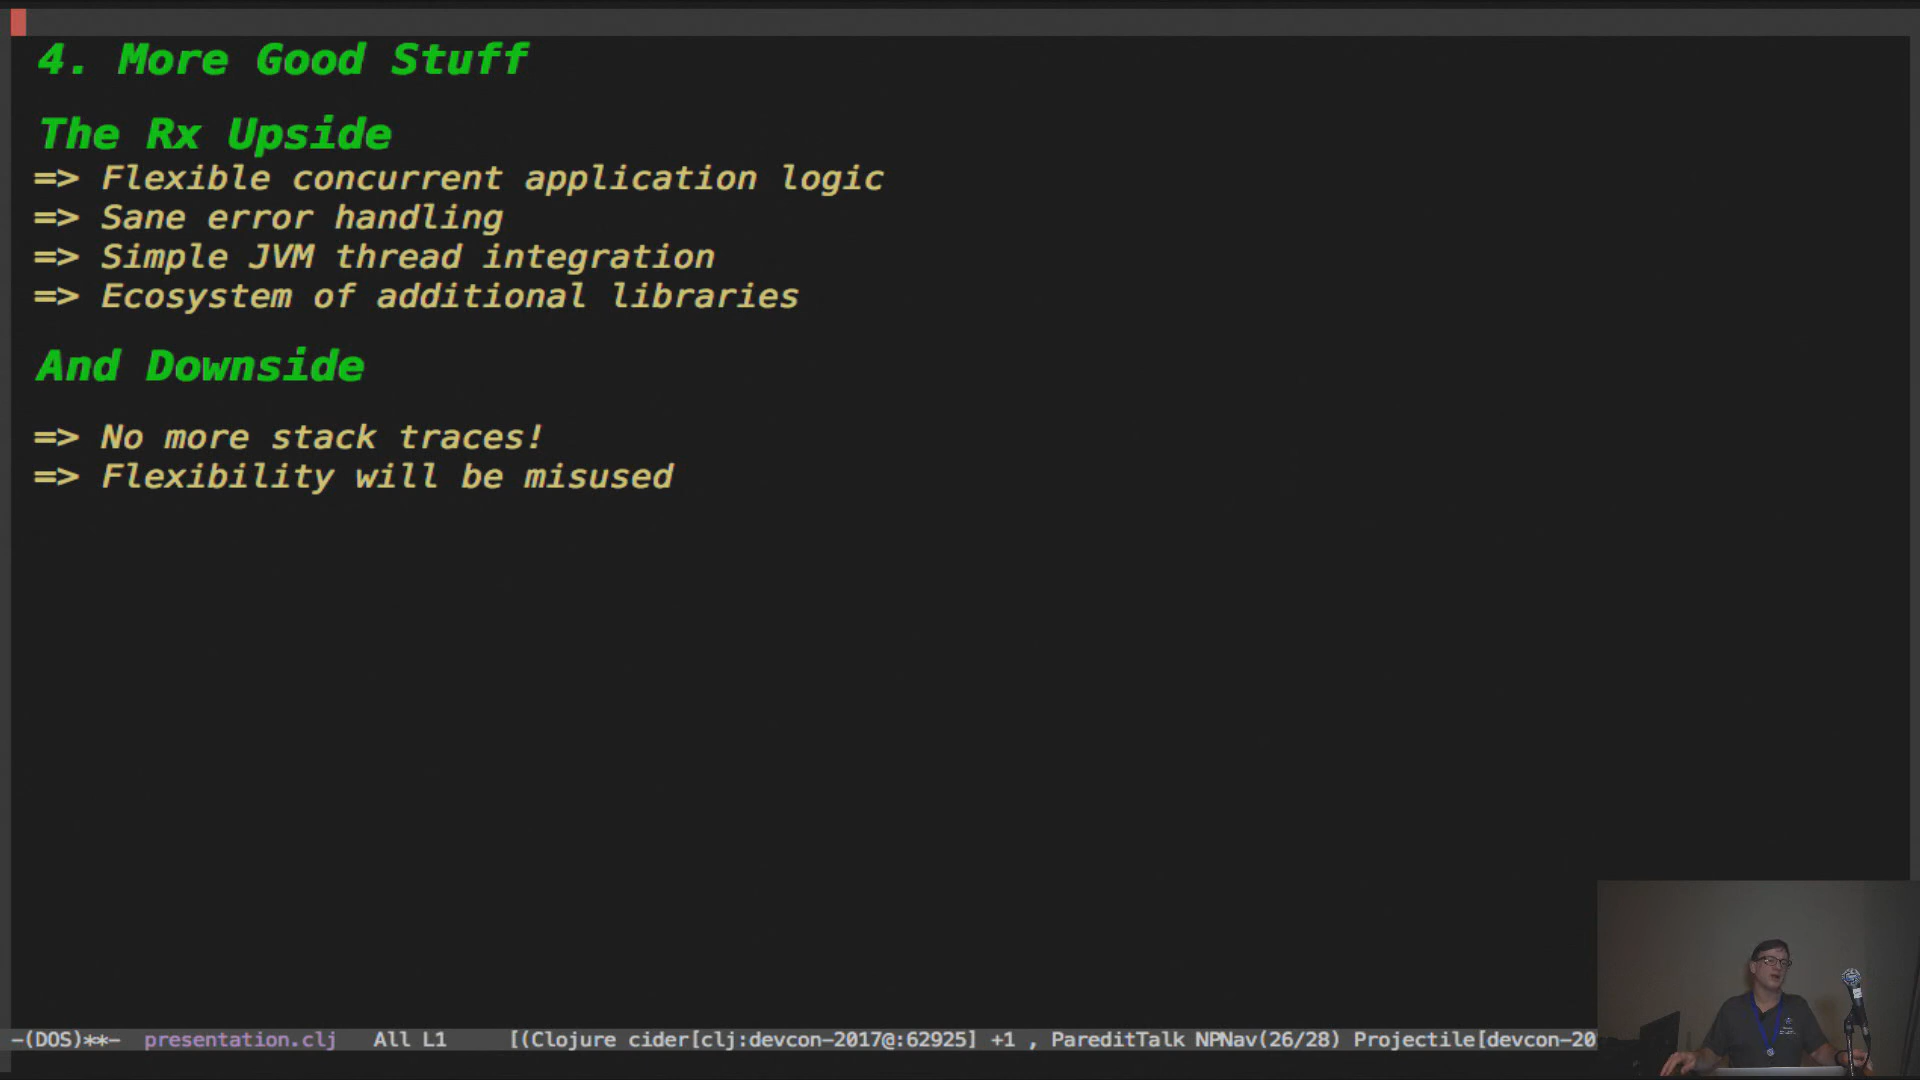 4. More Good Stuff
The Rx Upside
=> Flexible concurrent application logic
=> Sane error handling
=> Simple JVM thread integration
=> Ecosystem of additional libraries
And Downside
=> No more stack traces!
=> Flexibility will be misused
-(DOS)**-  presentation.clj   All L1     [(Clojure cider[clj:devcon-2017@:62925] +1 , PareditTalk NPNav(26/28) Projectile[devcon-20